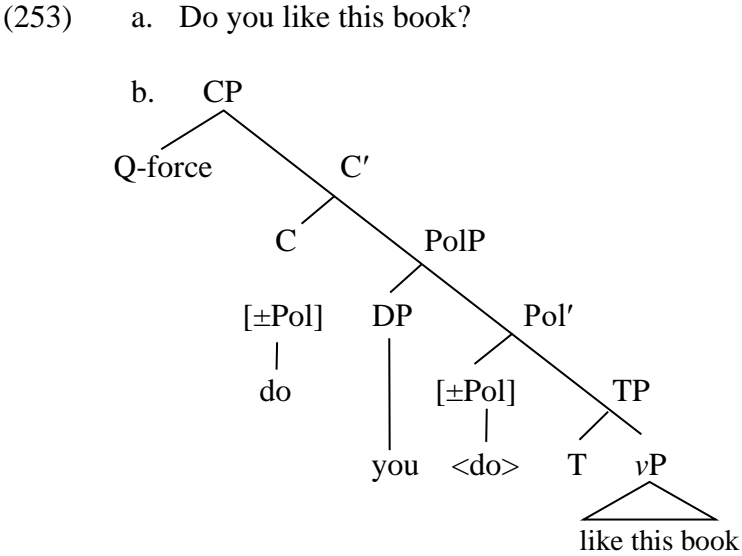 (253) a. Do you like this book?
b. CP
Q-force C′
C PolP
[±Pol] DP Pol′
do [±Pol] TP
you <do> T vP
like this book